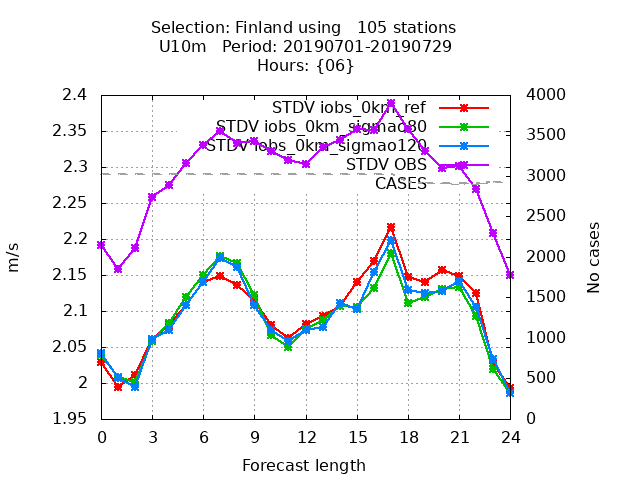 Selection: Finland using   105 stations
U10m   Period: 20190701-20190729
Hours: {06}
STDV iobs_0km_ref
STDV iobs_0km_sigmao80
STDV iobs_0km_sigmao120
STDV OBS
CASES
2.4
2.35
2.3
2.25
2.2
2.15
2.1
2.05
2
1.95
4000
3500
3000
2500
2000
1500
1000
500
0
m/s
No cases
0 3 6 9 12 15 18 21 24
Forecast length